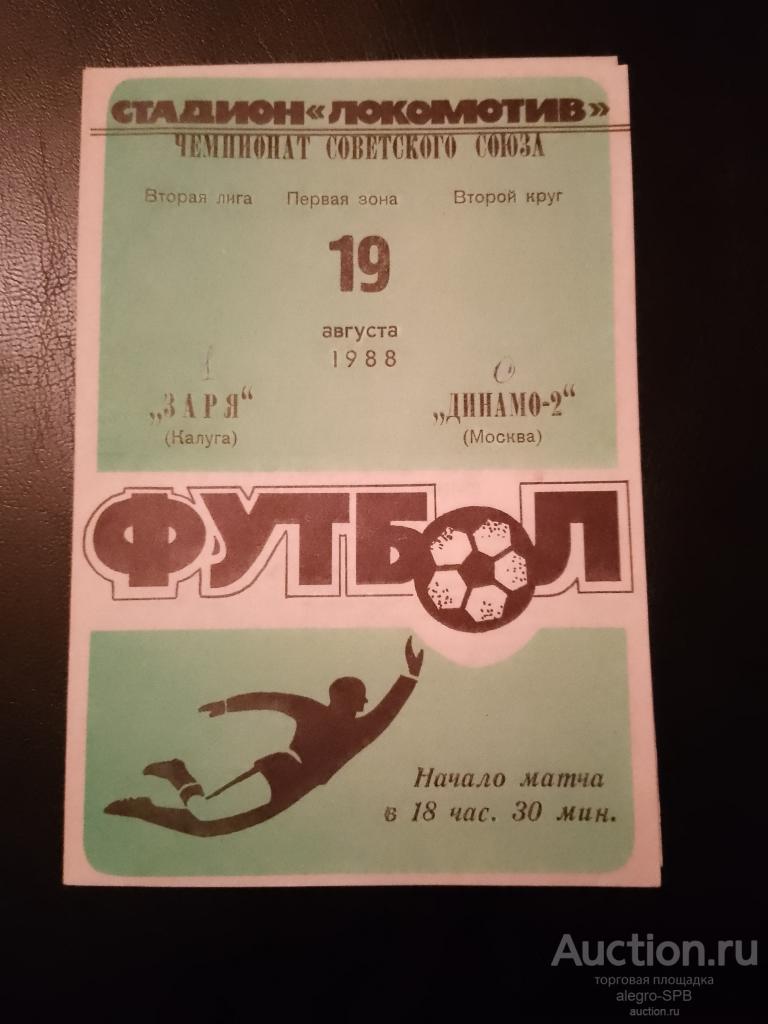 СТАДИОН «ЛОКОМОТИВ»
ЧЕМПИОНАТ СОВЕТСКОГО СОЮЗА
Вторая лига Первая зона Второй круг
19
августа
1988
1 0
„ЗАРЯ“ „ДИНАМО-2“
(Калуга) (Москва)
ФУТБОЛ
Начало матча
в 18 час. 30 мин.
Auction.ru
торговая площадка
alegro-SPB
auction.ru